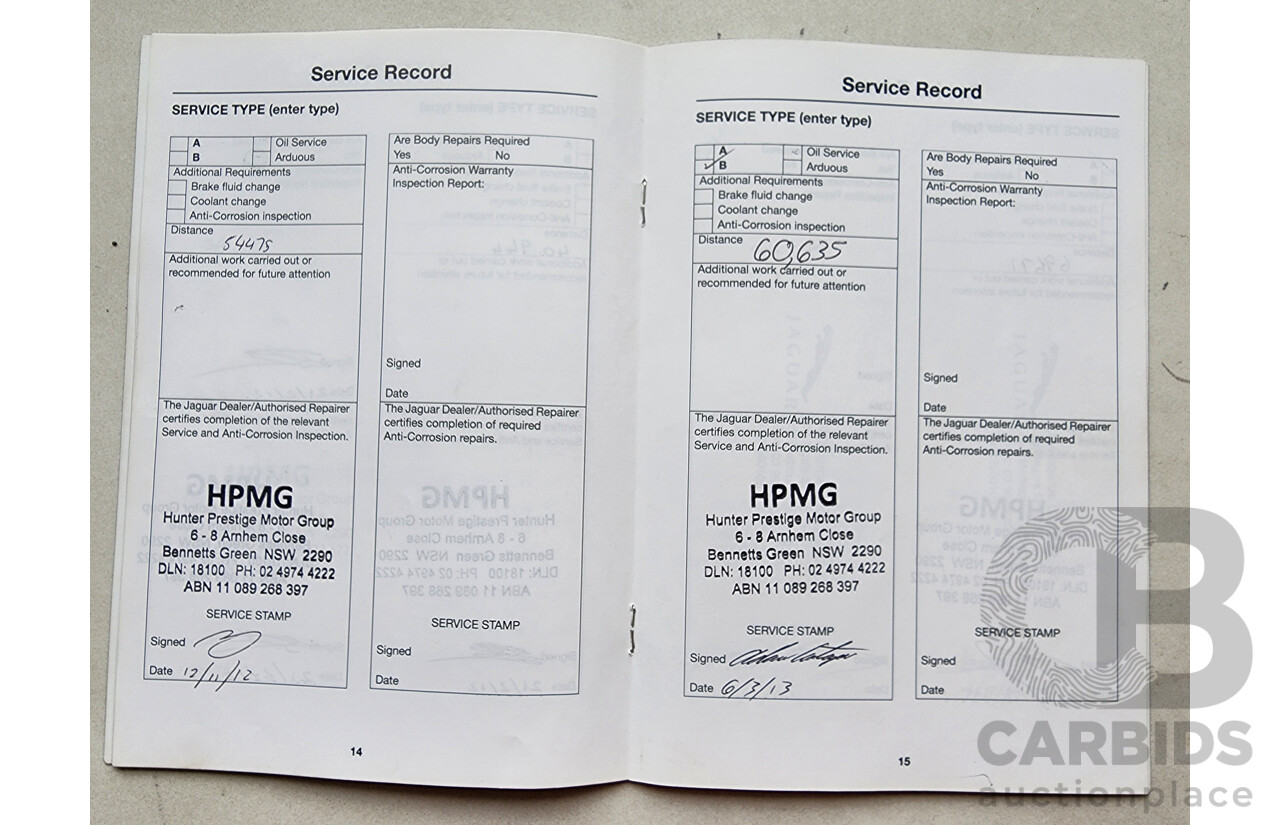 Service Record
SERVICE TYPE (enter type)
A
Oil Service
B
Arduous
Additional Requirements
Brake fluid change
Coolant change
Anti-Corrosion inspection
Distance
54475
Additional work carried out or
recommended for future attention
The Jaguar Dealer/Authorised Repairer
certifies completion of the relevant
Service and Anti-Corrosion Inspection.
HPMG
Hunter Prestige Motor Group
6 - 8 Arnhem Close
Bennetts Green NSW 2290
DLN: 18100 PH: 02 4974 4222
ABN 11 089 268 397
SERVICE STAMP
Signed
Date 12/11/12
Are Body Repairs Required
Yes No
Anti-Corrosion Warranty
Inspection Report:
Signed
Date
The Jaguar Dealer/Authorised Repairer
certifies completion of required
Anti-Corrosion repairs.
SERVICE STAMP
Signed
Date
14
Service Record
SERVICE TYPE (enter type)
A
Oil Service
B
Arduous
Additional Requirements
Brake fluid change
Coolant change
Anti-Corrosion inspection
Distance
60,635
Additional work carried out or
recommended for future attention
The Jaguar Dealer/Authorised Repairer
certifies completion of the relevant
Service and Anti-Corrosion Inspection.
HPMG
Hunter Prestige Motor Group
6 - 8 Arnhem Close
Bennetts Green NSW 2290
DLN: 18100 PH: 02 4974 4222
ABN 11 089 268 397
SERVICE STAMP
Signed
Date 6/3/13
Are Body Repairs Required
Yes No
Anti-Corrosion Warranty
Inspection Report:
Signed
Date
The Jaguar Dealer/Authorised Repairer
certifies completion of required
Anti-Corrosion repairs.
SERVICE STAMP
Signed
Date
15
CB
CARBIDS
auctionplace